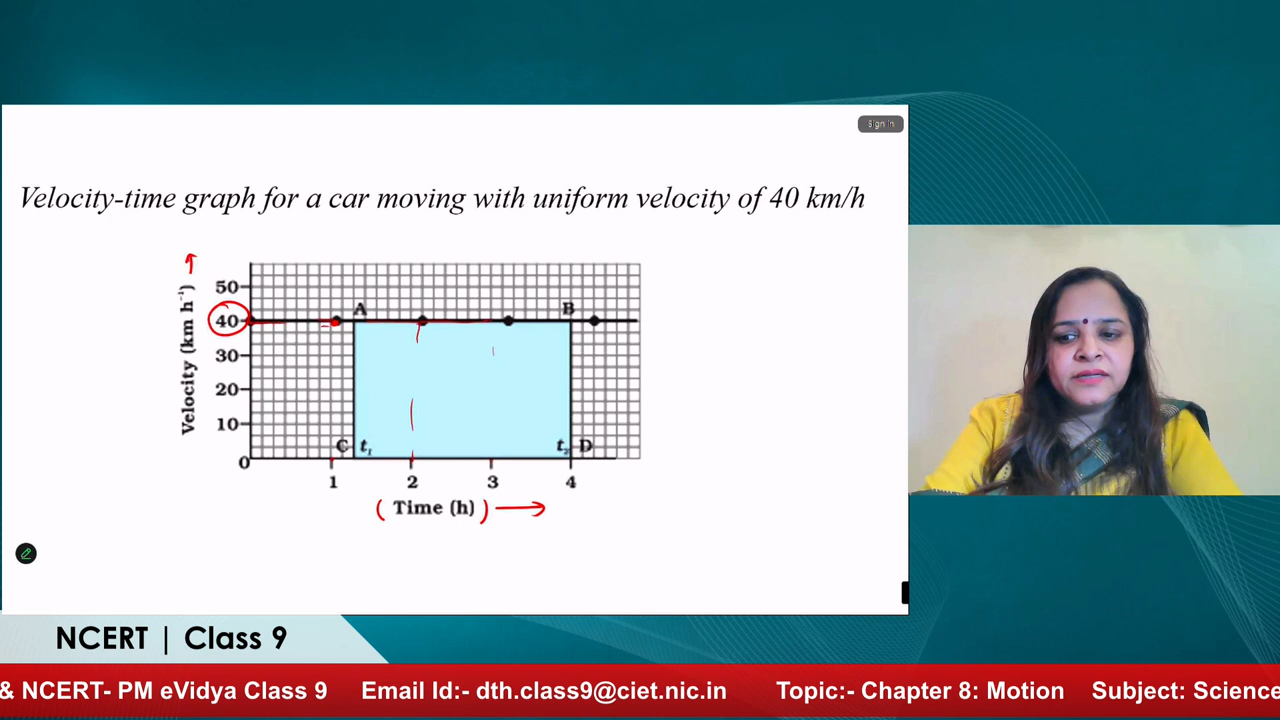 Sign in
Velocity-time graph for a car moving with uniform velocity of 40 km/h
Velocity (km h⁻¹)
50
40
30
20
10
0
A
B
C
t₁
t₂
D
1
2
3
4
(Time (h))
NCERT | Class 9
& NCERT- PM eVidya Class 9 Email Id:- dth.class9@ciet.nic.in Topic:- Chapter 8: Motion Subject: Science